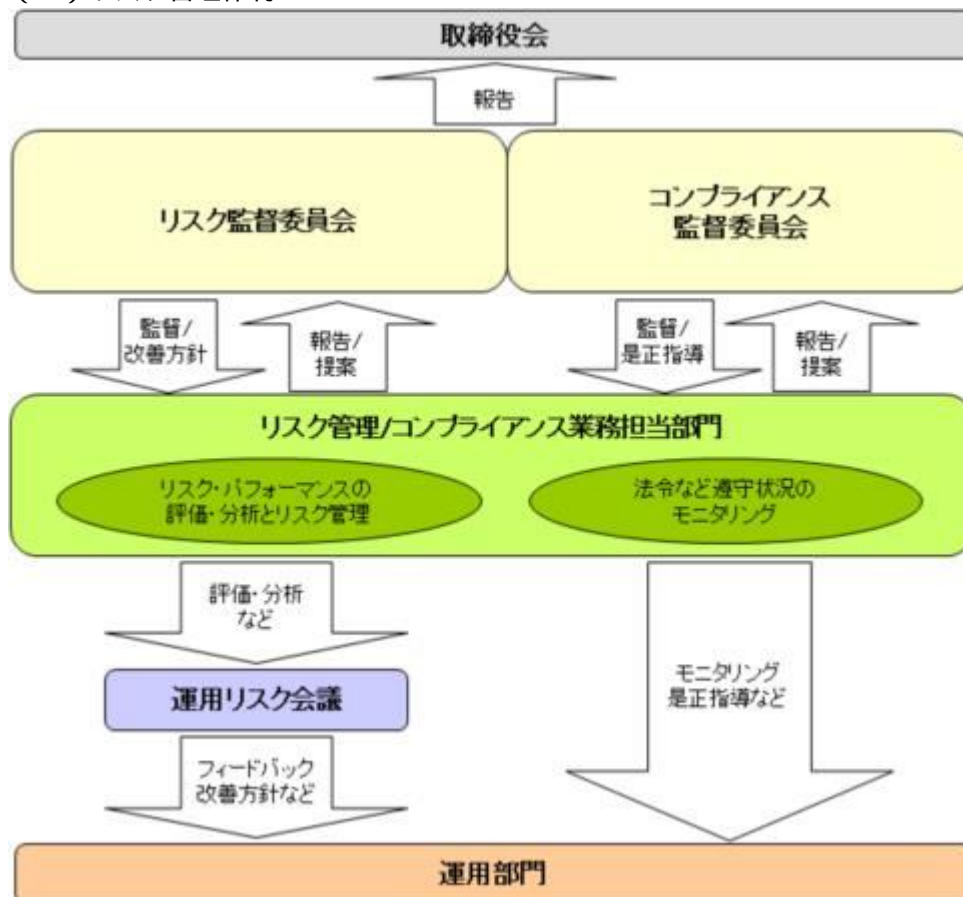 取締役会
報告
リスク監督委員会
コンプライアンス
監督委員会
監督/
改善方針
報告/
提案
監督/
是正指導
報告/
提案
リスク管理/コンプライアンス業務担当部門
リスク・パフォーマンスの
評価・分析とリスク管理
法令など遵守状況の
モニタリング
評価・分析
など
運用リスク会議
モニタリング
是正指導など
フィードバック
改善方針など
運用部門